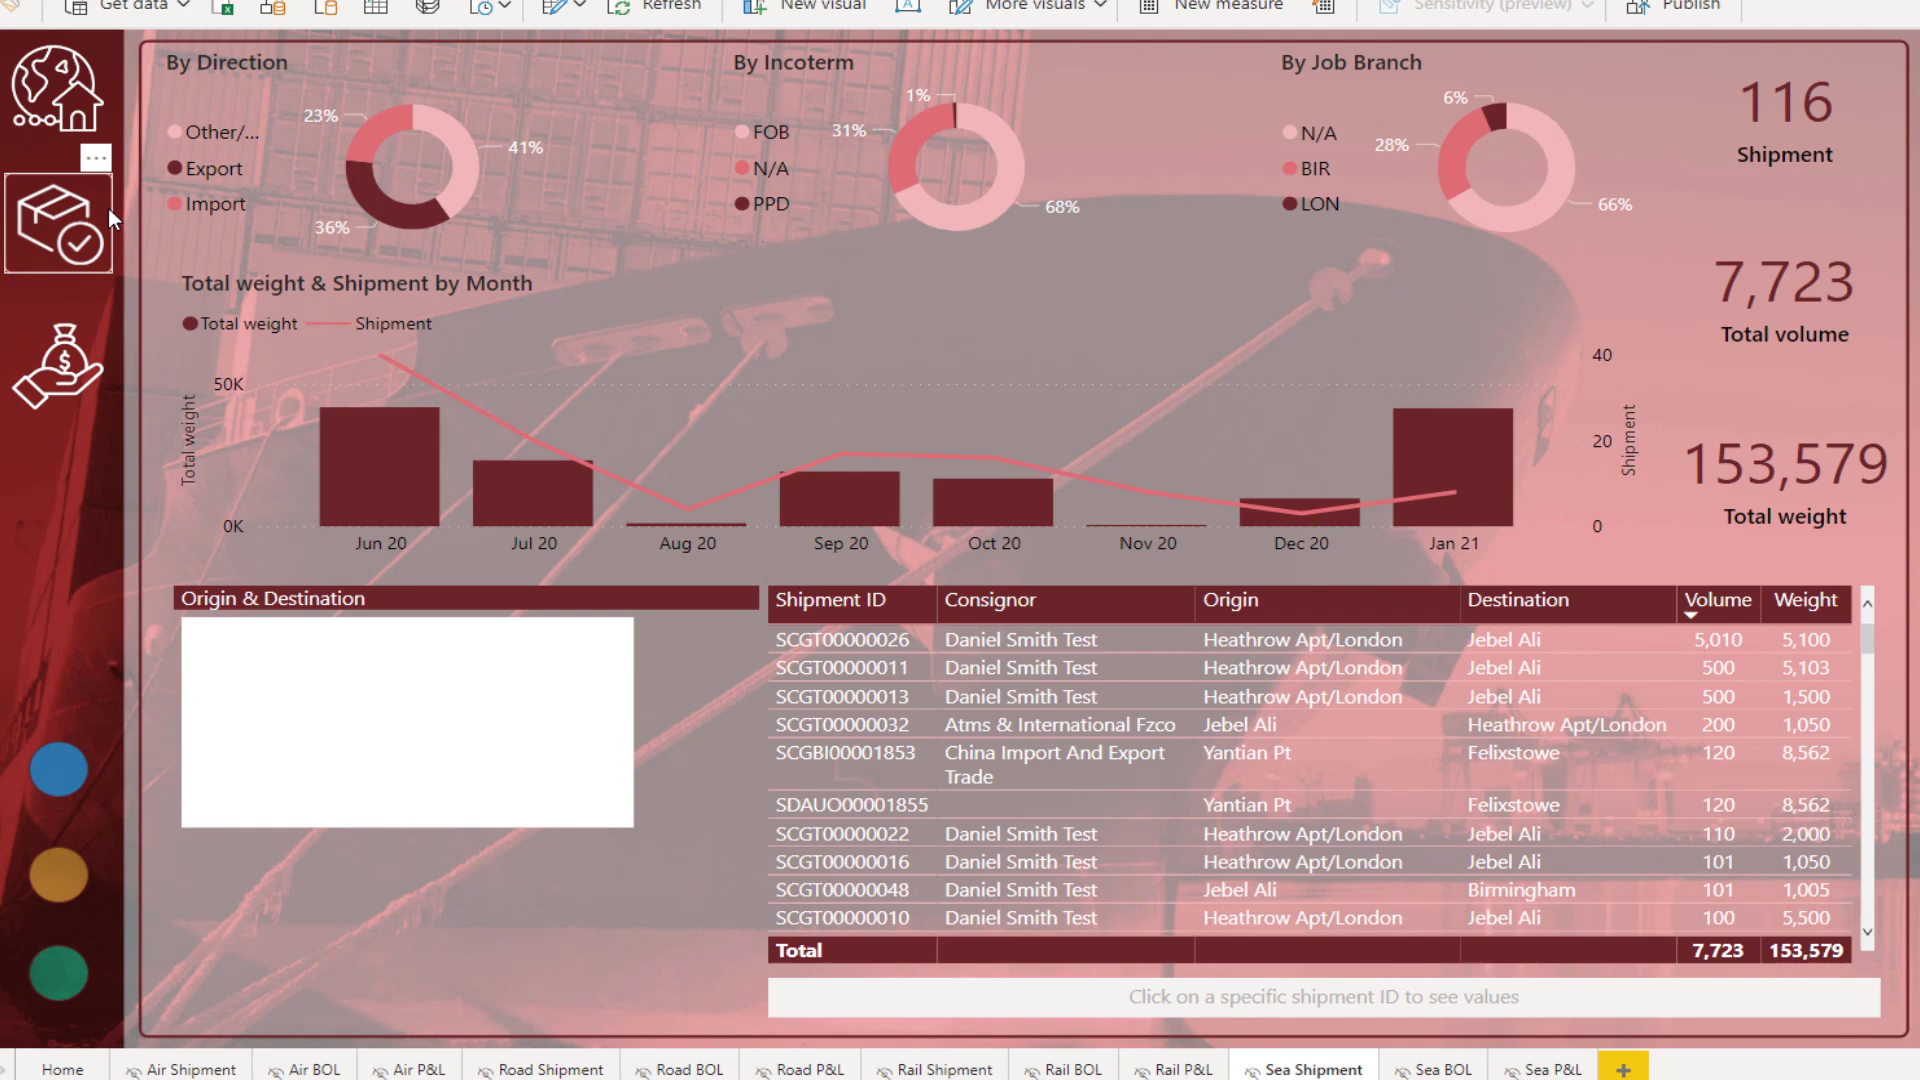 Get data
Refresh
New visual
A
More visuals
New measure
Sensitivity (preview)
Publish
By Direction
Other/...
Export
Import
23%
41%
36%
By Incoterm
FOB
N/A
PPD
1%
31%
68%
By Job Branch
N/A
BIR
LON
6%
28%
66%
116
Shipment
7,723
Total volume
153,579
Total weight
Total weight & Shipment by Month
Total weight
Shipment
50K
0K
Total weight
40
20
0
Shipment
Jun 20
Jul 20
Aug 20
Sep 20
Oct 20
Nov 20
Dec 20
Jan 21
Origin & Destination
Shipment ID Consignor Origin Destination Volume Weight
SCGT00000026 Daniel Smith Test Heathrow Apt/London Jebel Ali 5,010 5,100
SCGT00000011 Daniel Smith Test Heathrow Apt/London Jebel Ali 500 5,103
SCGT00000013 Daniel Smith Test Heathrow Apt/London Jebel Ali 500 1,500
SCGT00000032 Atms & International Fzco Jebel Ali Heathrow Apt/London 200 1,050
SCGBI00001853 China Import And Export Yantian Pt Felixstowe 120 8,562
Trade
SDAUO00001855 Yantian Pt Felixstowe 120 8,562
SCGT00000022 Daniel Smith Test Heathrow Apt/London Jebel Ali 110 2,000
SCGT00000016 Daniel Smith Test Heathrow Apt/London Jebel Ali 101 1,050
SCGT00000048 Daniel Smith Test Jebel Ali Birmingham 101 1,005
SCGT00000010 Daniel Smith Test Heathrow Apt/London Jebel Ali 100 5,500
Total 7,723 153,579
Click on a specific shipment ID to see values
Home Air Shipment Air BOL Air P&L Road Shipment Road BOL Road P&L Rail Shipment Rail BOL Rail P&L Sea Shipment Sea BOL Sea P&L +